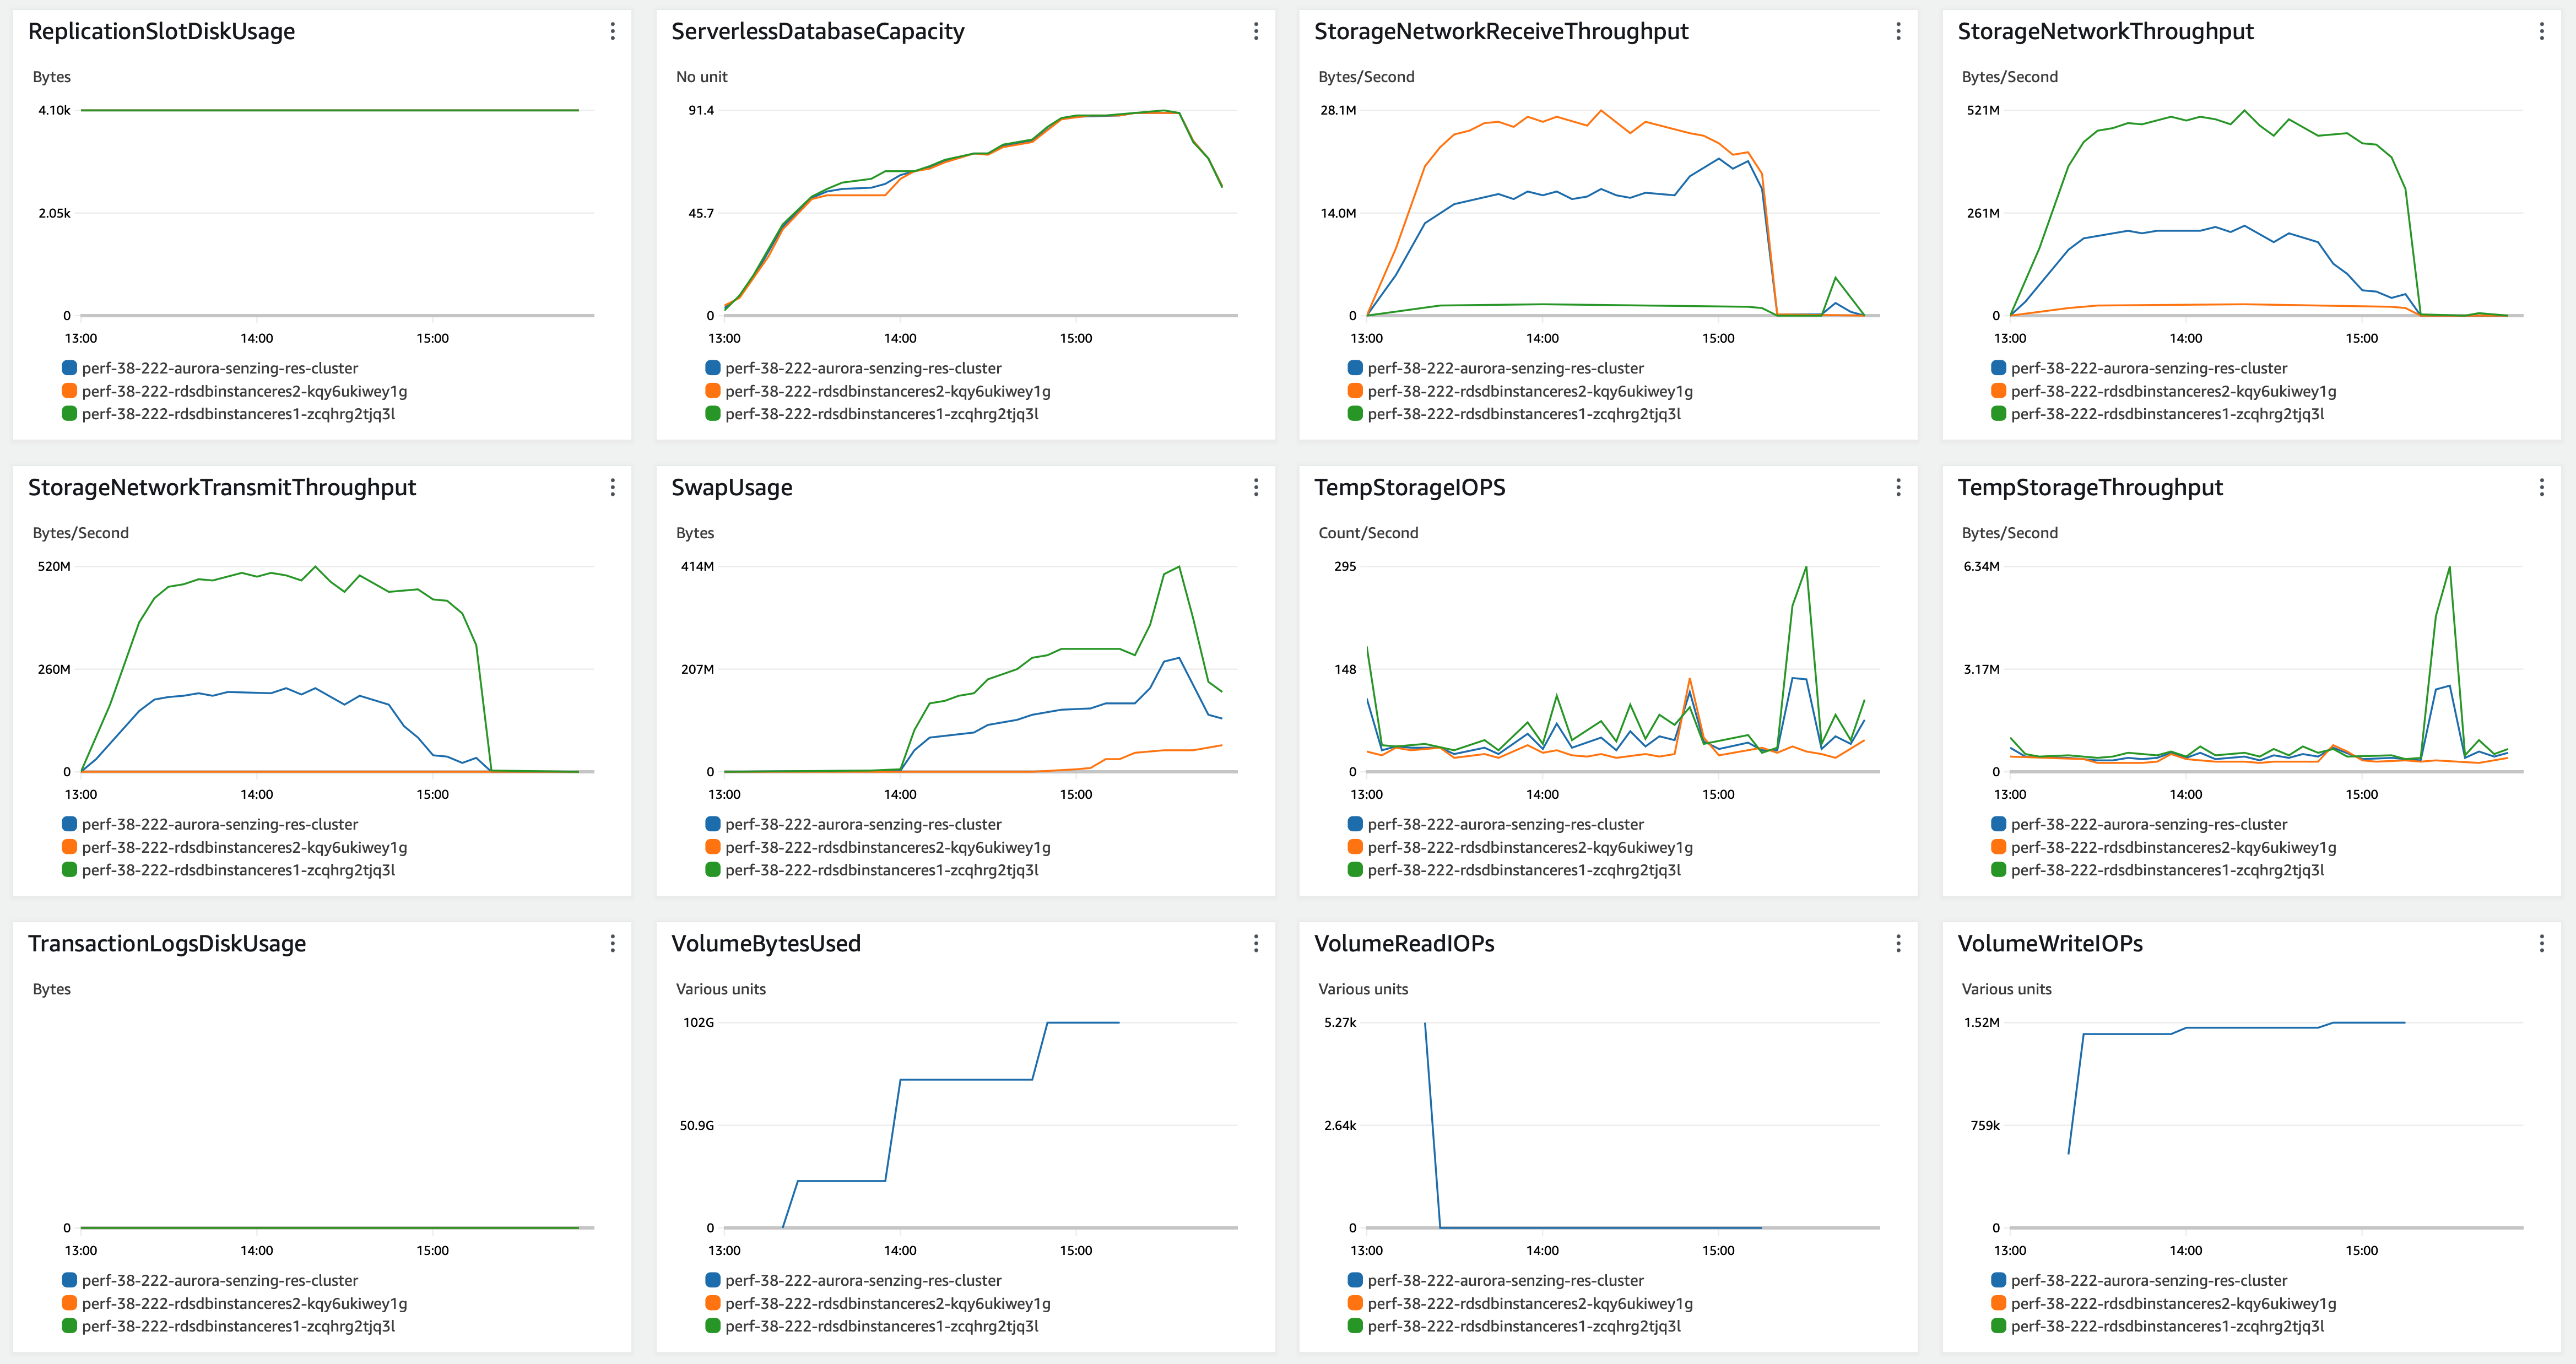 ReplicationSlotDiskUsage
Bytes
4.10k
2.05k
0
13:00 14:00 15:00
perf-38-222-aurora-senzing-res-cluster
perf-38-222-rdsdbinstanceres2-kqy6ukiwey1g
perf-38-222-rdsdbinstanceres1-zcqhrg2tjq3l
ServerlessDatabaseCapacity
No unit
91.4
45.7
0
13:00 14:00 15:00
perf-38-222-aurora-senzing-res-cluster
perf-38-222-rdsdbinstanceres2-kqy6ukiwey1g
perf-38-222-rdsdbinstanceres1-zcqhrg2tjq3l
StorageNetworkReceiveThroughput
Bytes/Second
28.1M
14.0M
0
13:00 14:00 15:00
perf-38-222-aurora-senzing-res-cluster
perf-38-222-rdsdbinstanceres2-kqy6ukiwey1g
perf-38-222-rdsdbinstanceres1-zcqhrg2tjq3l
StorageNetworkThroughput
Bytes/Second
521M
261M
0
13:00 14:00 15:00
perf-38-222-aurora-senzing-res-cluster
perf-38-222-rdsdbinstanceres2-kqy6ukiwey1g
perf-38-222-rdsdbinstanceres1-zcqhrg2tjq3l
StorageNetworkTransmitThroughput
Bytes/Second
520M
260M
0
13:00 14:00 15:00
perf-38-222-aurora-senzing-res-cluster
perf-38-222-rdsdbinstanceres2-kqy6ukiwey1g
perf-38-222-rdsdbinstanceres1-zcqhrg2tjq3l
SwapUsage
Bytes
414M
207M
0
13:00 14:00 15:00
perf-38-222-aurora-senzing-res-cluster
perf-38-222-rdsdbinstanceres2-kqy6ukiwey1g
perf-38-222-rdsdbinstanceres1-zcqhrg2tjq3l
TempStorageIOPS
Count/Second
295
148
0
13:00 14:00 15:00
perf-38-222-aurora-senzing-res-cluster
perf-38-222-rdsdbinstanceres2-kqy6ukiwey1g
perf-38-222-rdsdbinstanceres1-zcqhrg2tjq3l
TempStorageThroughput
Bytes/Second
6.34M
3.17M
0
13:00 14:00 15:00
perf-38-222-aurora-senzing-res-cluster
perf-38-222-rdsdbinstanceres2-kqy6ukiwey1g
perf-38-222-rdsdbinstanceres1-zcqhrg2tjq3l
TransactionLogsDiskUsage
Bytes
0
13:00 14:00 15:00
perf-38-222-aurora-senzing-res-cluster
perf-38-222-rdsdbinstanceres2-kqy6ukiwey1g
perf-38-222-rdsdbinstanceres1-zcqhrg2tjq3l
VolumeBytesUsed
Various units
102G
50.9G
0
13:00 14:00 15:00
perf-38-222-aurora-senzing-res-cluster
perf-38-222-rdsdbinstanceres2-kqy6ukiwey1g
perf-38-222-rdsdbinstanceres1-zcqhrg2tjq3l
VolumeReadIOPs
Various units
5.27k
2.64k
0
13:00 14:00 15:00
perf-38-222-aurora-senzing-res-cluster
perf-38-222-rdsdbinstanceres2-kqy6ukiwey1g
perf-38-222-rdsdbinstanceres1-zcqhrg2tjq3l
VolumeWriteIOPs
Various units
1.52M
759k
0
13:00 14:00 15:00
perf-38-222-aurora-senzing-res-cluster
perf-38-222-rdsdbinstanceres2-kqy6ukiwey1g
perf-38-222-rdsdbinstanceres1-zcqhrg2tjq3l